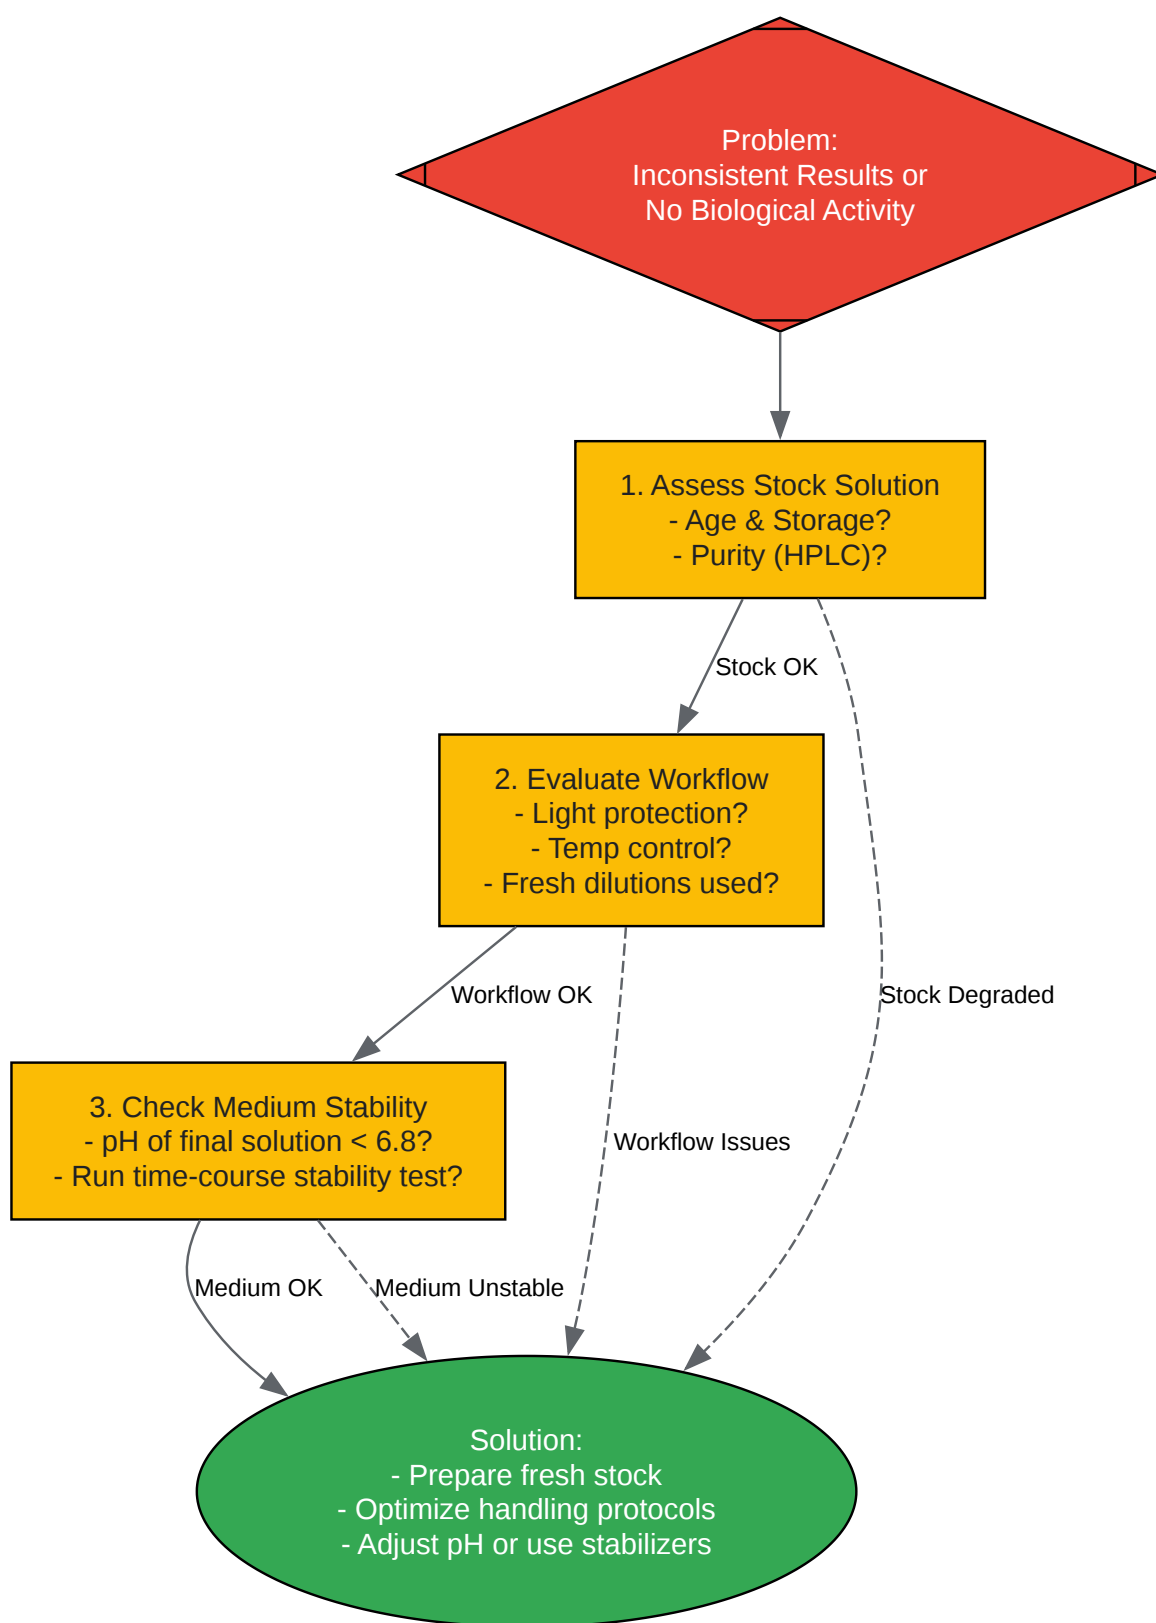 Problem:
Inconsistent Results or
No Biological Activity
1. Assess Stock Solution
- Age & Storage?
- Purity (HPLC)?
Stock OK
2. Evaluate Workflow
- Light protection?
- Temp control?
- Fresh dilutions used?
Workflow OK
Stock Degraded
3. Check Medium Stability
- pH of final solution < 6.8?
- Run time-course stability test?
Workflow Issues
Medium OK
Medium Unstable
Solution:
- Prepare fresh stock
- Optimize handling protocols
- Adjust pH or use stabilizers